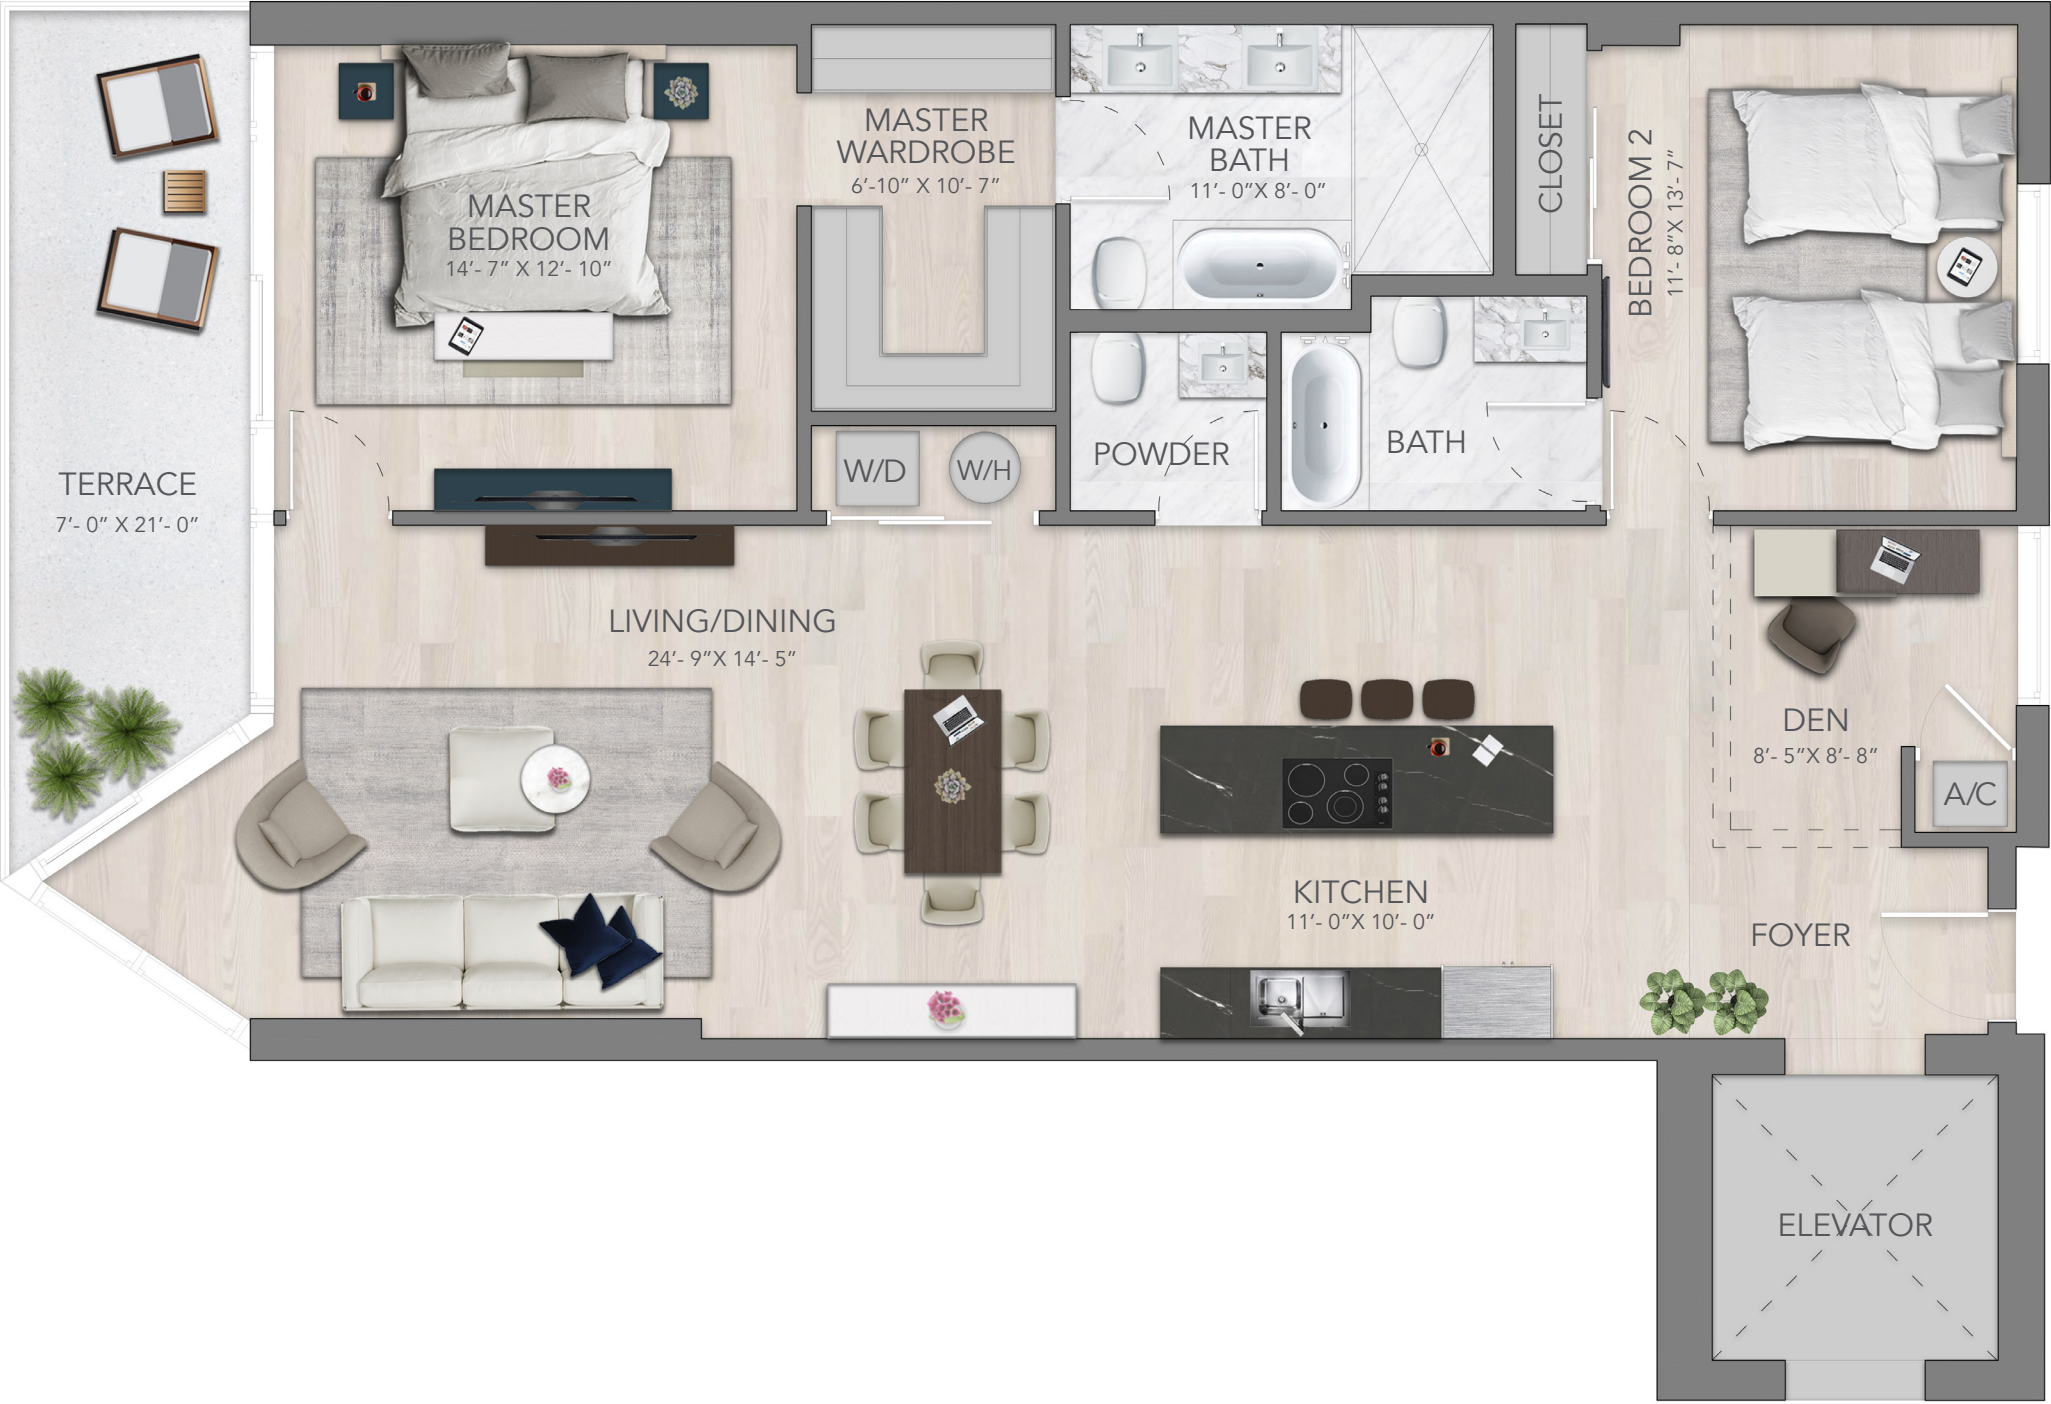 MASTER
BEDROOM
14'- 7" X 12'- 10"
MASTER
WARDROBE
6'-10" X 10'- 7"
MASTER
BATH
11'- 0"X 8'- 0"
CLOSET
BEDROOM 2
11'- 8"X 13'- 7"
TERRACE
7'- 0" X 21'- 0"
W/D
W/H
POWDER
BATH
LIVING/DINING
24'- 9"X 14'- 5"
DEN
8'- 5"X 8'- 8"
A/C
KITCHEN
11'- 0"X 10'- 0"
FOYER
ELEVATOR